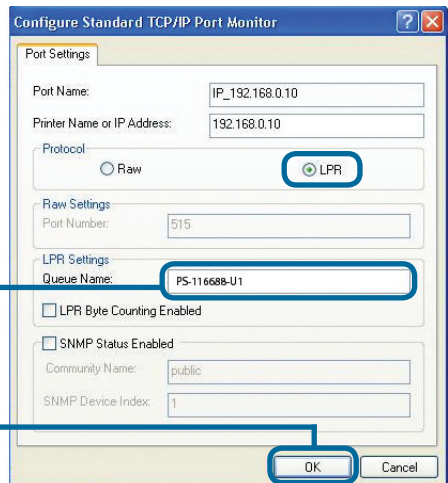 Configure Standard TCP/IP Port Monitor
Port Settings
Port Name: IP_192.168.0.10
Printer Name or IP Address: 192.168.0.10
Protocol
Raw LPR
Raw Settings
Port Number: 515
LPR Settings
Queue Name: PS-116688-U1
LPR Byte Counting Enabled
SNMP Status Enabled
Community Name: public
SNMP Device Index: 1
OK Cancel